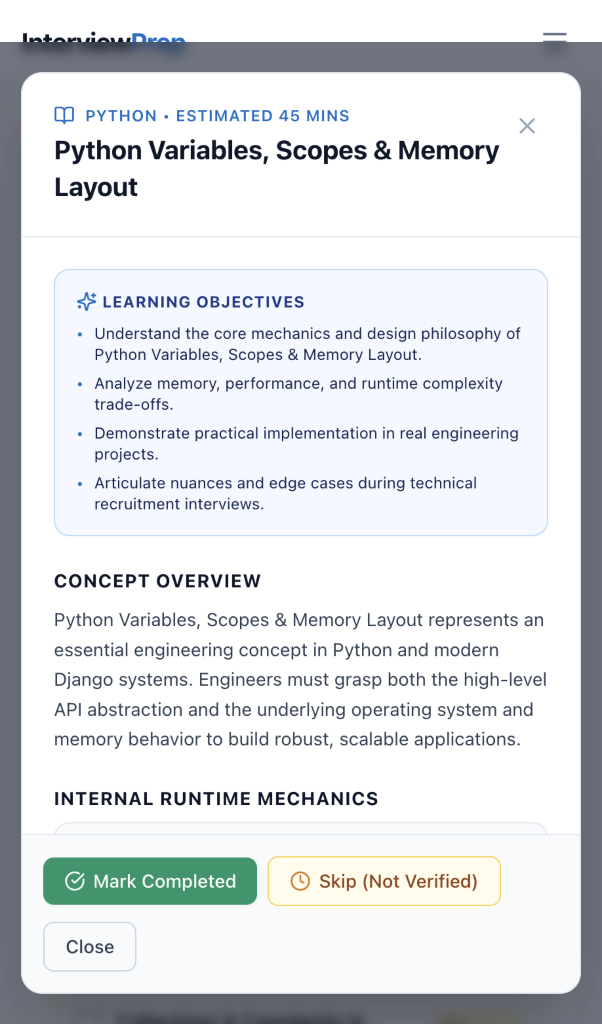 InterviewPrep
PYTHON • ESTIMATED 45 MINS
Python Variables, Scopes & Memory
Layout
LEARNING OBJECTIVES
• Understand the core mechanics and design philosophy of
Python Variables, Scopes & Memory Layout.
• Analyze memory, performance, and runtime complexity
trade-offs.
• Demonstrate practical implementation in real engineering
projects.
• Articulate nuances and edge cases during technical
recruitment interviews.
CONCEPT OVERVIEW
Python Variables, Scopes & Memory Layout represents an
essential engineering concept in Python and modern
Django systems. Engineers must grasp both the high-level
API abstraction and the underlying operating system and
memory behavior to build robust, scalable applications.
INTERNAL RUNTIME MECHANICS
Mark Completed
Skip (Not Verified)
Close